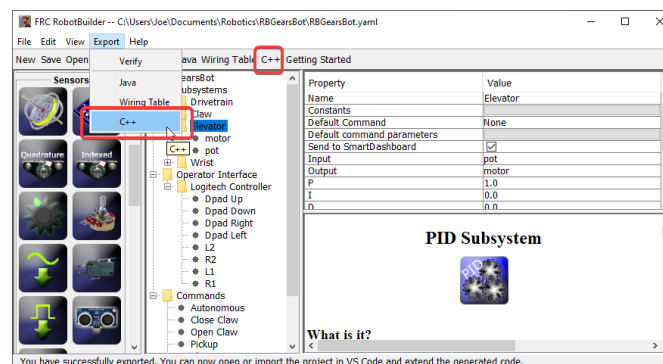 FRC RobotBuilder -- C:\Users\Joe\Documents\Robotics\RBGearsBot\RBGearsBot.yaml
File Edit View Export Help
New Save Open
ava Wiring Table C++ Getting Started
Verify
Java
Wiring Table
C++
C++
Sensors
Quadrature
Indexed
earsBot
ubsystems
Drivetrain
Claw
Elevator
motor
pot
Wrist
Operator Interface
Logitech Controller
Dpad Up
Dpad Down
Dpad Right
Dpad Left
L2
R2
L1
R1
Commands
Autonomous
Close Claw
Open Claw
Pickup
Property Value
Name Elevator
Constants
Default Command None
Default command parameters
Send to SmartDashboard
Input pot
Output motor
P 1.0
I 0.0
D 0.0
PID Subsystem
PID
What is it?
You have successfully exported. You can now open or import the project in VS Code and extend the generated code.